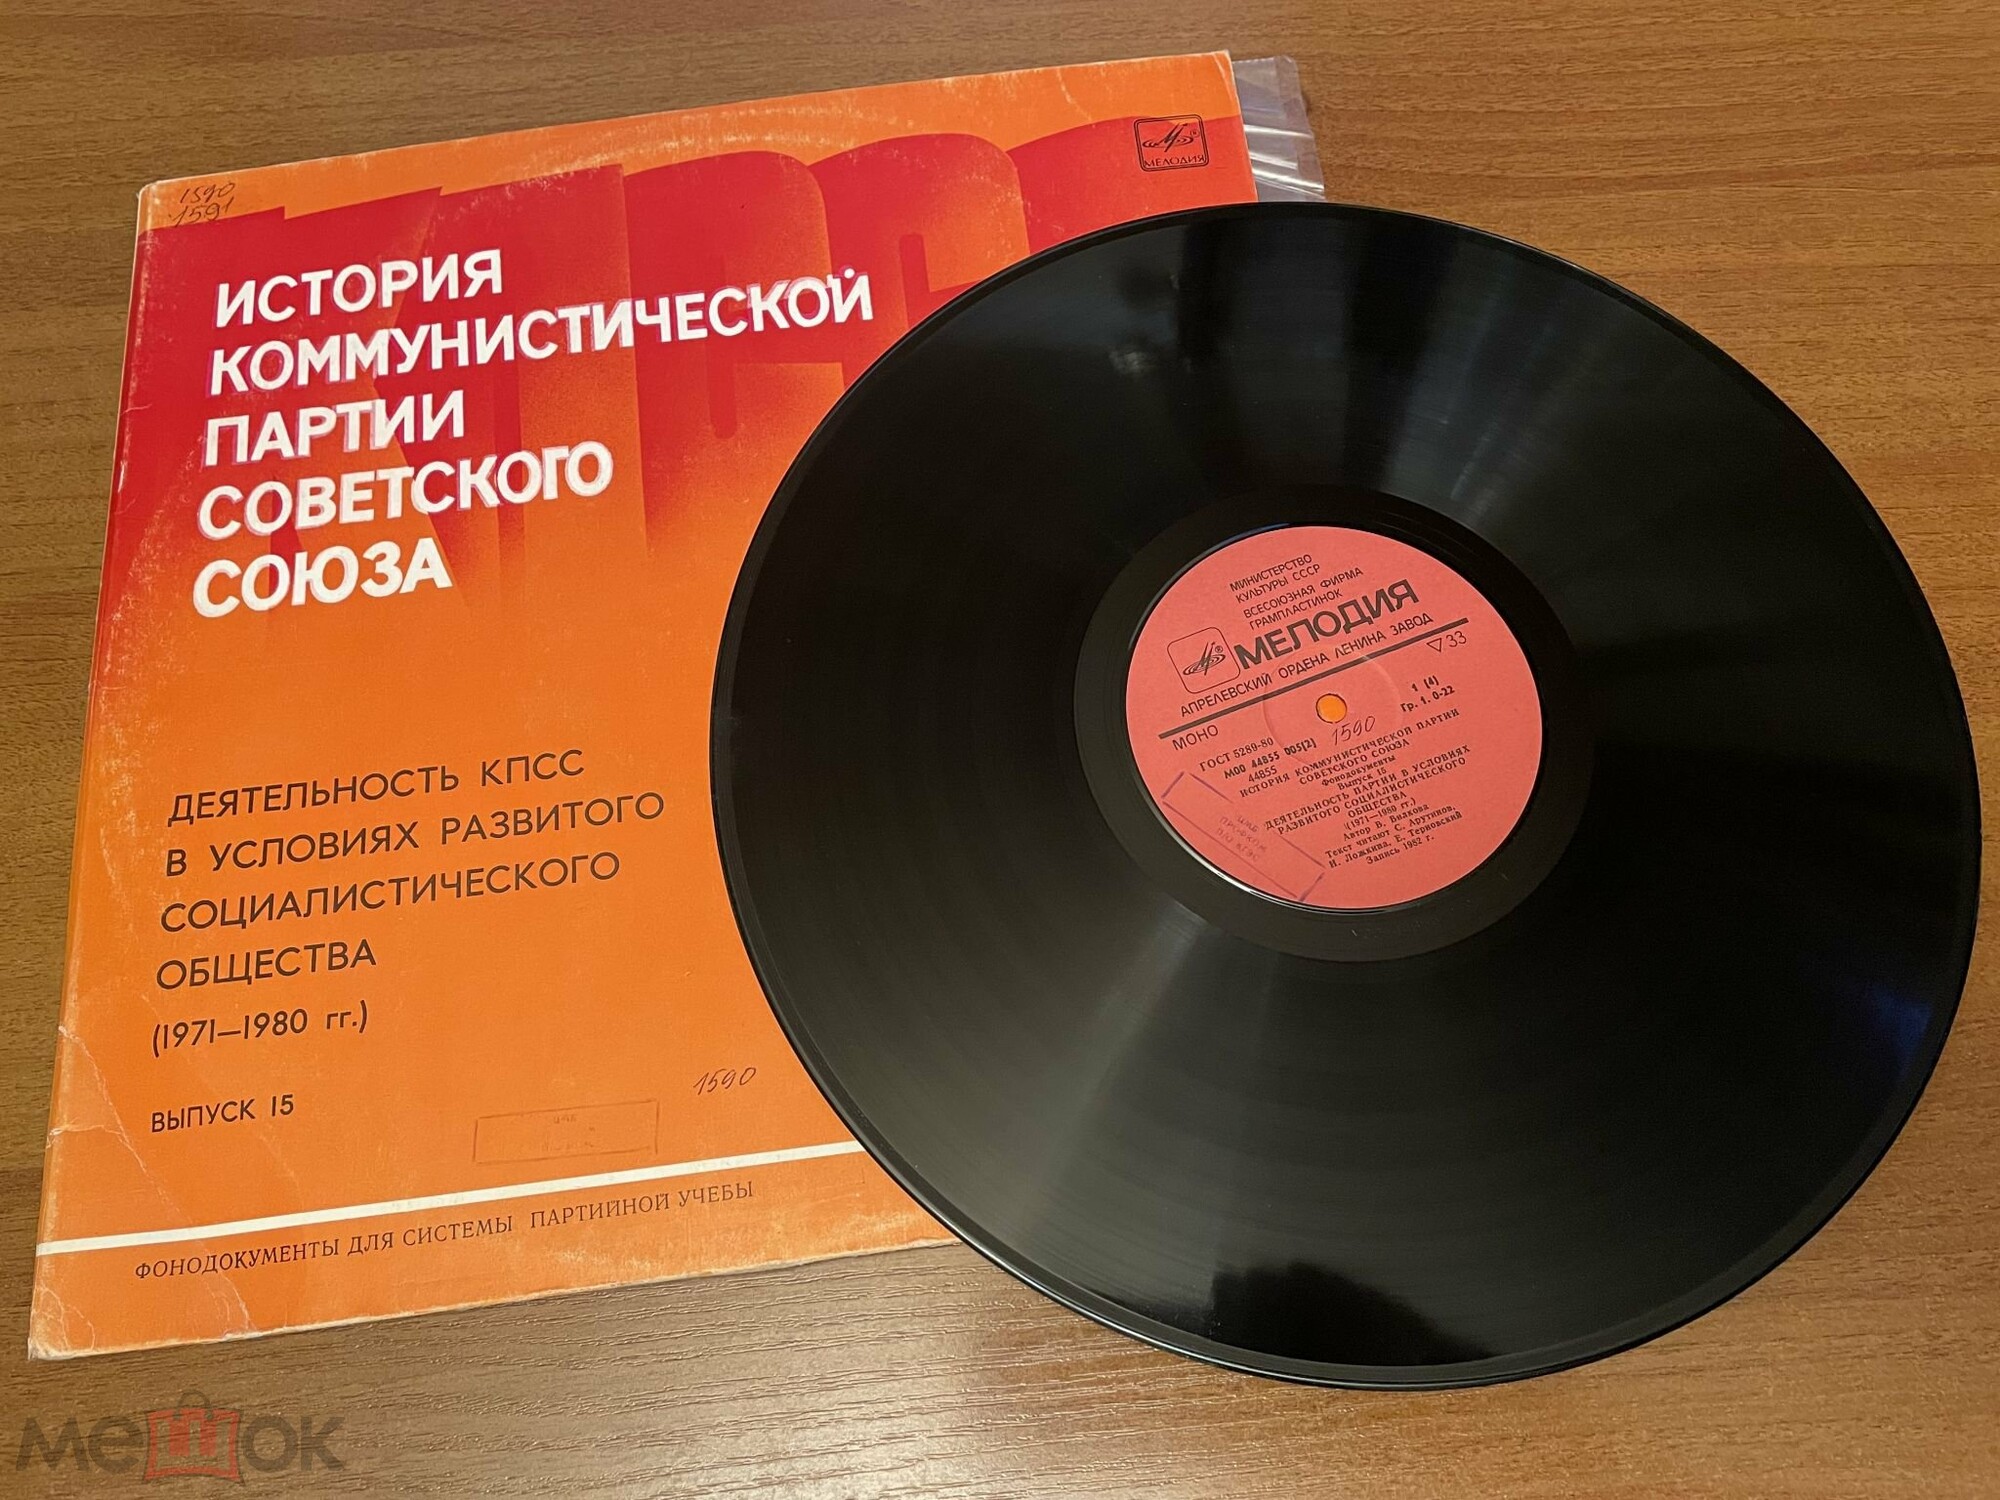 1590
1591
МЕЛОДИЯ
ИСТОРИЯ
КОММУНИСТИЧЕСКОЙ
ПАРТИИ
СОВЕТСКОГО
СОЮЗА
ДЕЯТЕЛЬНОСТЬ КПСС
В УСЛОВИЯХ РАЗВИТОГО
СОЦИАЛИСТИЧЕСКОГО
ОБЩЕСТВА
(1971—1980 гг.)
ВЫПУСК 15
1590
ФОНОДОКУМЕНТЫ ДЛЯ СИСТЕМЫ ПАРТИЙНОЙ УЧЕБЫ
МИНИСТЕРСТВО
КУЛЬТУРЫ СССР
ВСЕСОЮЗНАЯ ФИРМА
ГРАМПЛАСТИНОК
МЕЛОДИЯ
АПРЕЛЕВСКИЙ ОРДЕНА ЛЕНИНА ЗАВОД
МОНО
33
1 (4)
Гр. 1. 0-22
1590
ГОСТ 5289-80
М00 44855 005(2)
44855
ИСТОРИЯ КОММУНИСТИЧЕСКОЙ ПАРТИИ
СОВЕТСКОГО СОЮЗА
Фонодокументы
Выпуск 15
ДЕЯТЕЛЬНОСТЬ ПАРТИИ В УСЛОВИЯХ
РАЗВИТОГО СОЦИАЛИСТИЧЕСКОГО
ОБЩЕСТВА
(1971—1980 гг.)
Автор В. Вилкова
Текст читают С. Арутинов,
И. Ложкина, Е. Терновский
Запись 1982 г.
мешок